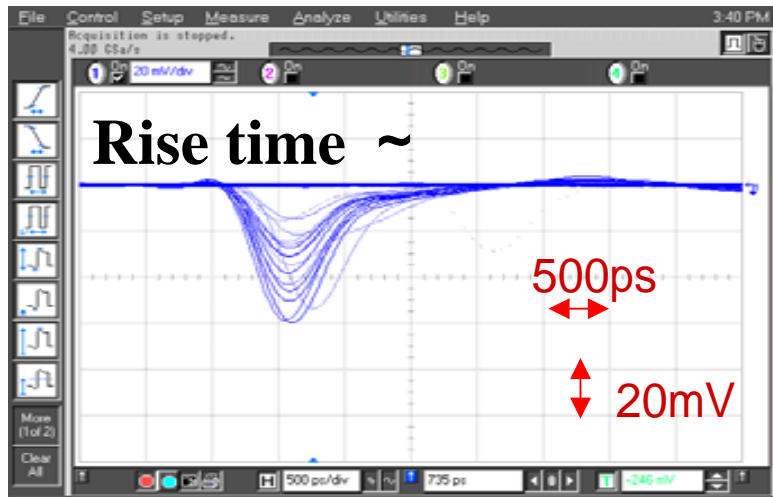 File Control Setup Measure Analyze Utilities Help 3:40 PM
Acquisition is stopped.
4.00 GSa/s
1 On 20 mV/div 2 On 3 On 4 On
Rise time ~
500ps
20mV
More
(1of 2)
Clear
All
H 500 ps/div 735 ps 0 T -246 mV